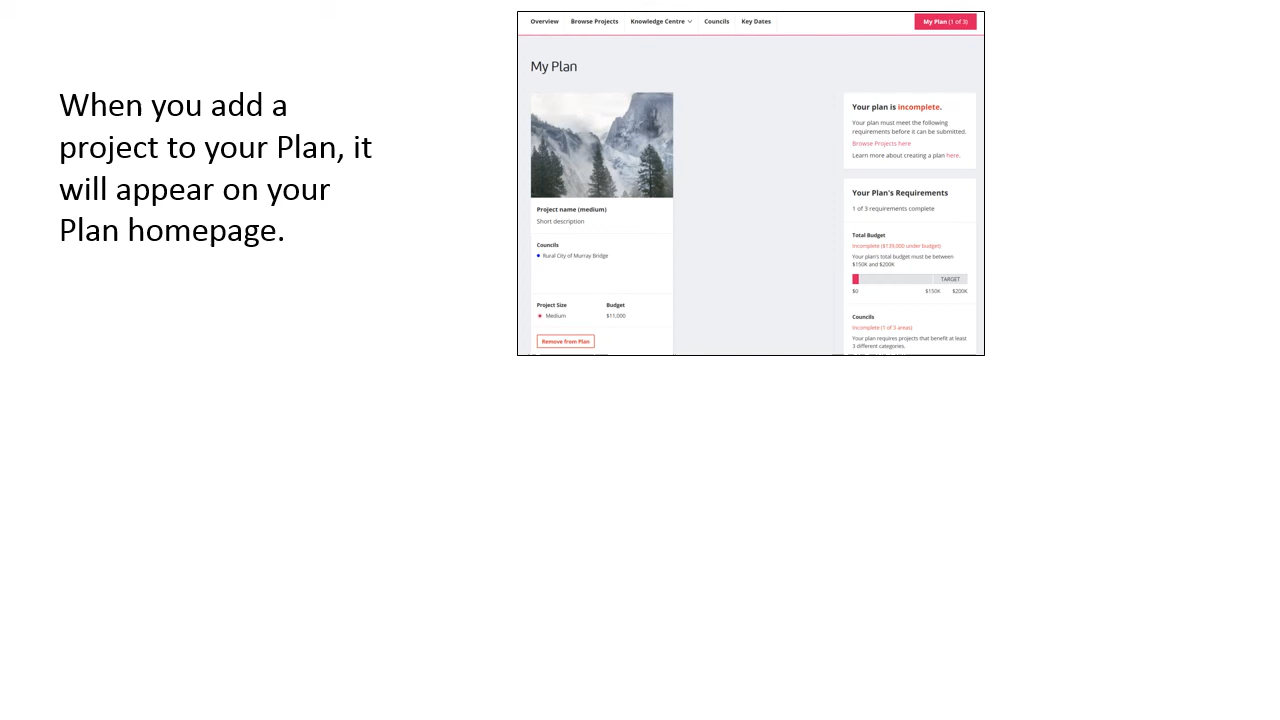 When you add a
project to your Plan, it
will appear on your
Plan homepage.
Overview Browse Projects Knowledge Centre Councils Key Dates My Plan (1 of 3)
My Plan
Project name (medium)
Short description
Councils
Rural City of Murray Bridge
Project Size Budget
Medium $11,000
Remove from Plan
Your plan is incomplete.
Your plan must meet the following
requirements before it can be submitted.
Browse Projects here
Learn more about creating a plan here.
Your Plan's Requirements
1 of 3 requirements complete
Total Budget
Incomplete ($139,000 under budget)
Your plan's total budget must be between
$150K and $200K
TARGET
$0 $150K $200K
Councils
Incomplete (1 of 3 areas)
Your plan requires projects that benefit at least
3 different categories.